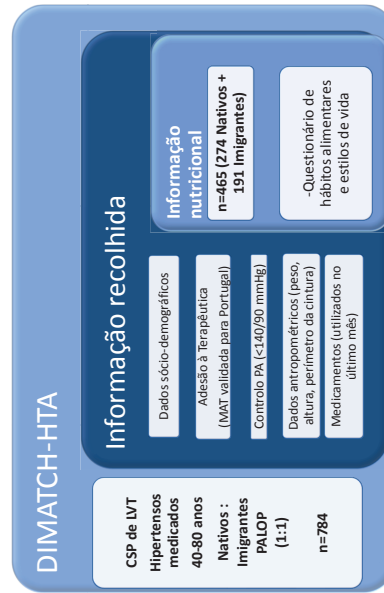 DIMATCH-HTA
CSP de LVT
Hipertensos
medicados
40-80 anos
Nativos :
Imigrantes
PALOP
(1:1)
n=784
Informação recolhida
Dados sócio-demográficos
Adesão à Terapêutica
(MAT validada para Portugal)
Controlo PA (<140/90 mmHg)
Dados antropométricos (peso,
altura, perímetro da cintura)
Medicamentos (utilizados no
último mês)
Informação
nutricional
n=465 (274 Nativos +
191 Imigrantes)
-Questionário de
hábitos alimentares
e estilos de vida